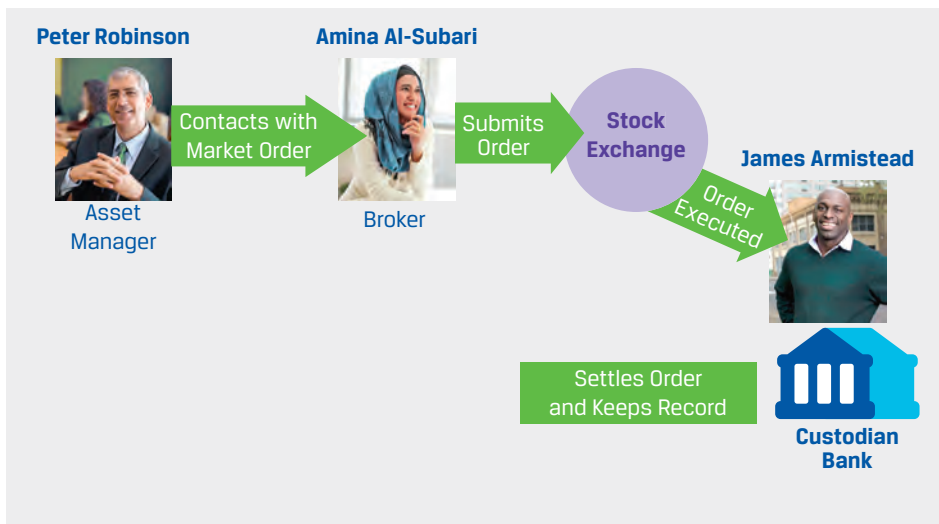 Peter Robinson
Amina Al-Subari
Contacts with
Market Order
Submits
Order
Stock
Exchange
Asset
Manager
Broker
James Armistead
Order
Executed
Settles Order
and Keeps Record
Custodian
Bank